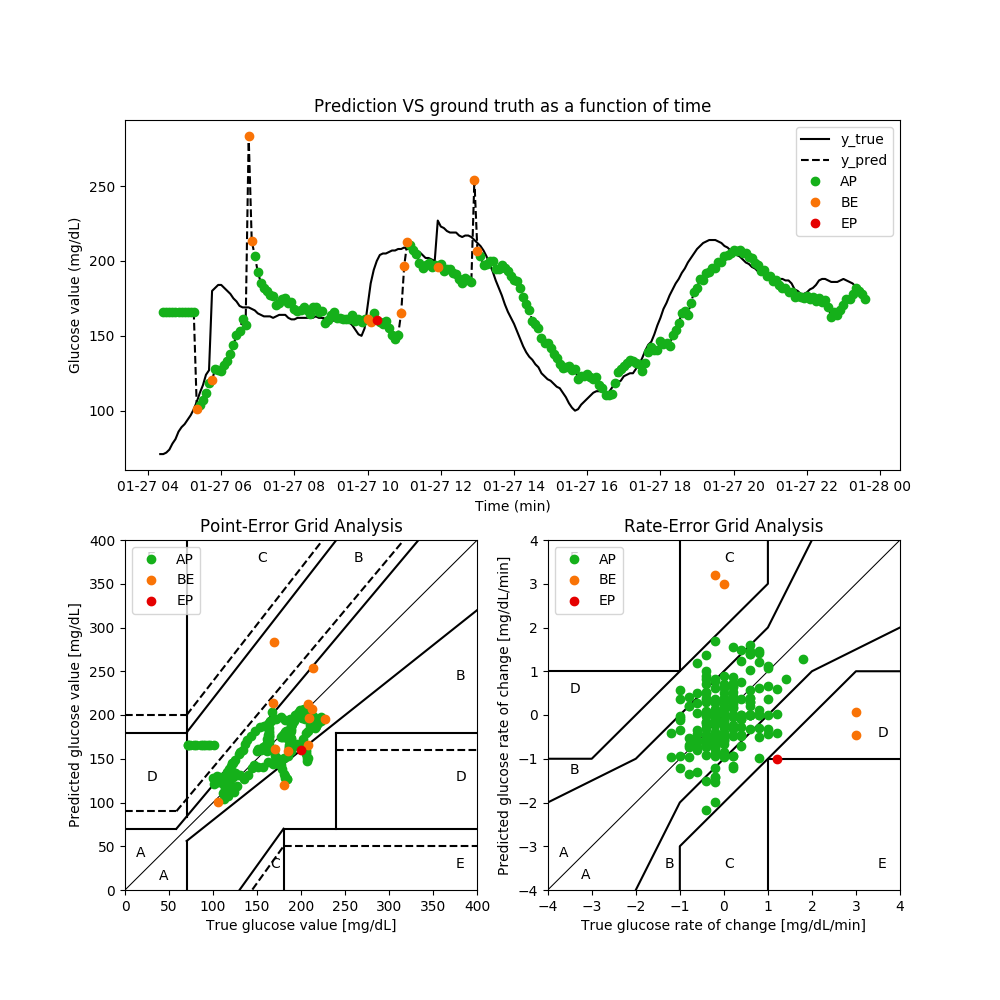 Prediction VS ground truth as a function of time
Glucose value (mg/dL)
250
200
150
100
y_true
y_pred
AP
BE
EP
01-27 04 01-27 06 01-27 08 01-27 10 01-27 12 01-27 14 01-27 16 01-27 18 01-27 20 01-27 22 01-28 00
Time (min)
Point-Error Grid Analysis
Predicted glucose value [mg/dL]
400
350
300
250
200
150
100
50
0
AP
BE
EP
C
B
B
D
D
A
A
C
E
0 50 100 150 200 250 300 350 400
True glucose value [mg/dL]
Rate-Error Grid Analysis
Predicted glucose rate of change [mg/dL/min]
4
3
2
1
0
−1
−2
−3
−4
AP
BE
EP
C
D
D
B
A
A
B
C
E
−4 −3 −2 −1 0 1 2 3 4
True glucose rate of change [mg/dL/min]